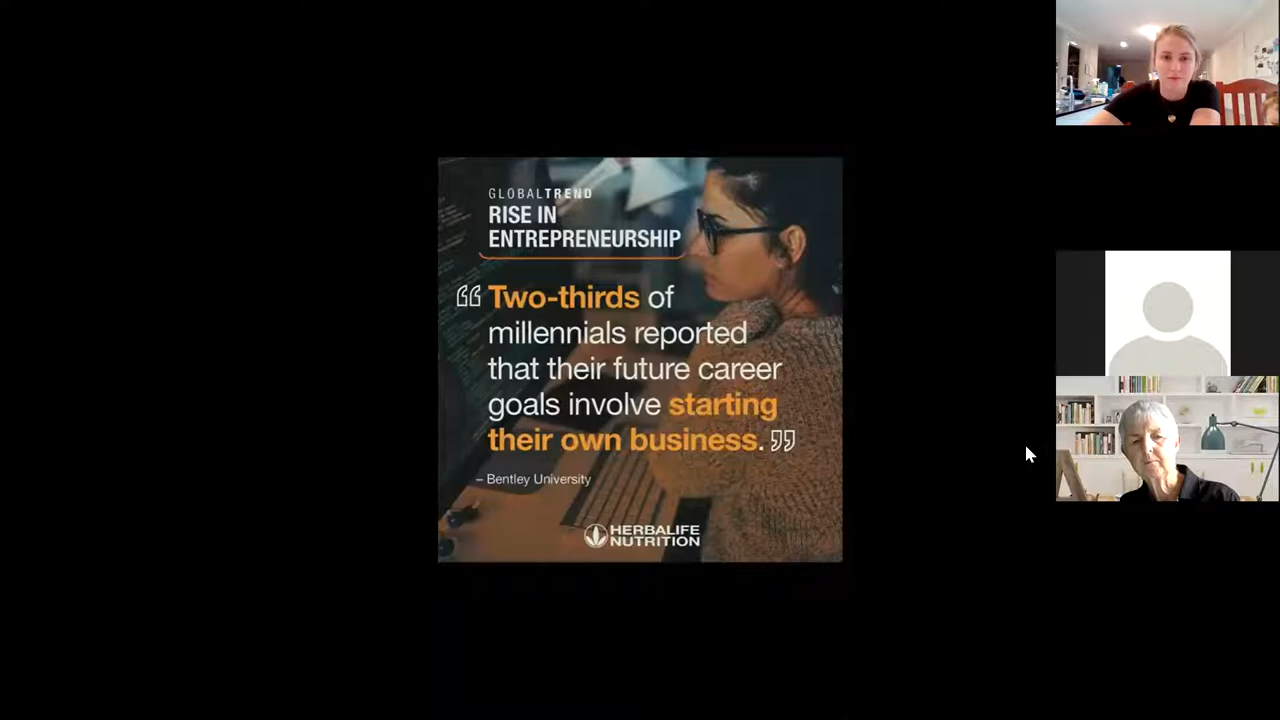 GLOBALTREND
RISE IN
ENTREPRENEURSHIP
“Two-thirds of
millennials reported
that their future career
goals involve starting
their own business.”
– Bentley University
HERBALIFE
NUTRITION